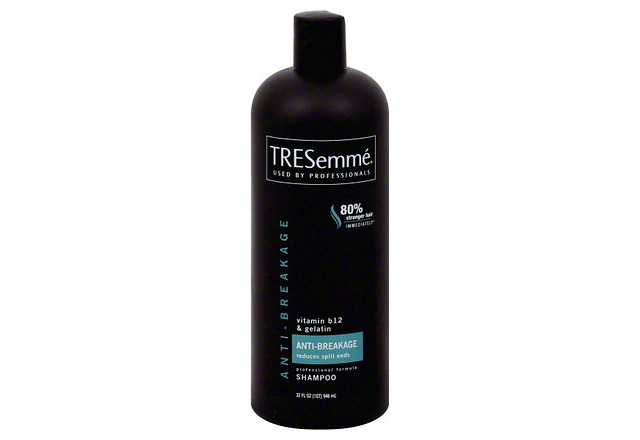 TRESemmé®
USED BY PROFESSIONALS
80%
stronger hair
IMMEDIATELY*
ANTI-BREAKAGE
vitamin b12
& gelatin
ANTI-BREAKAGE
reduces split ends
professional formula
SHAMPOO
32 FL OZ (1QT) 946 mL